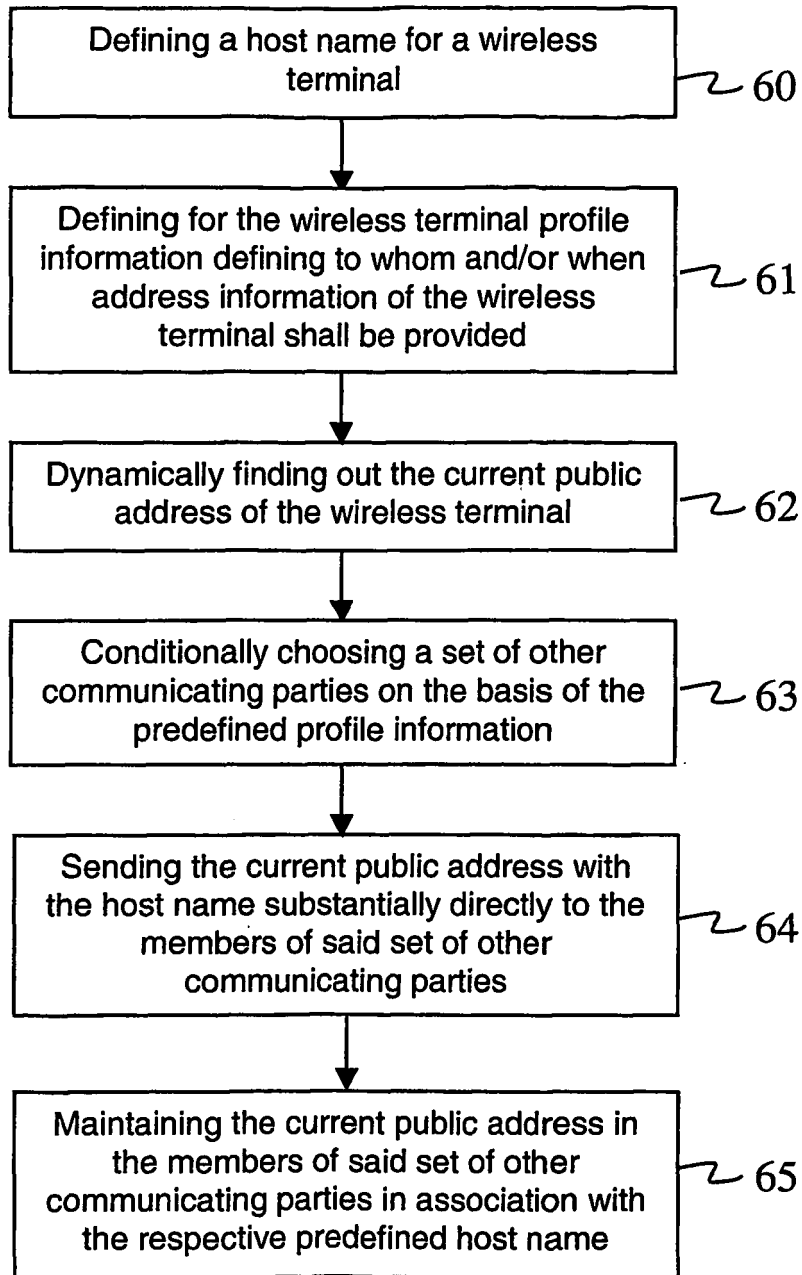 Defining a host name for a wireless
terminal
60
Defining for the wireless terminal profile
information defining to whom and/or when
address information of the wireless
terminal shall be provided
61
Dynamically finding out the current public
address of the wireless terminal
62
Conditionally choosing a set of other
communicating parties on the basis of the
predefined profile information
63
Sending the current public address with
the host name substantially directly to the
members of said set of other
communicating parties
64
Maintaining the current public address in
the members of said set of other
communicating parties in association with
the respective predefined host name
65